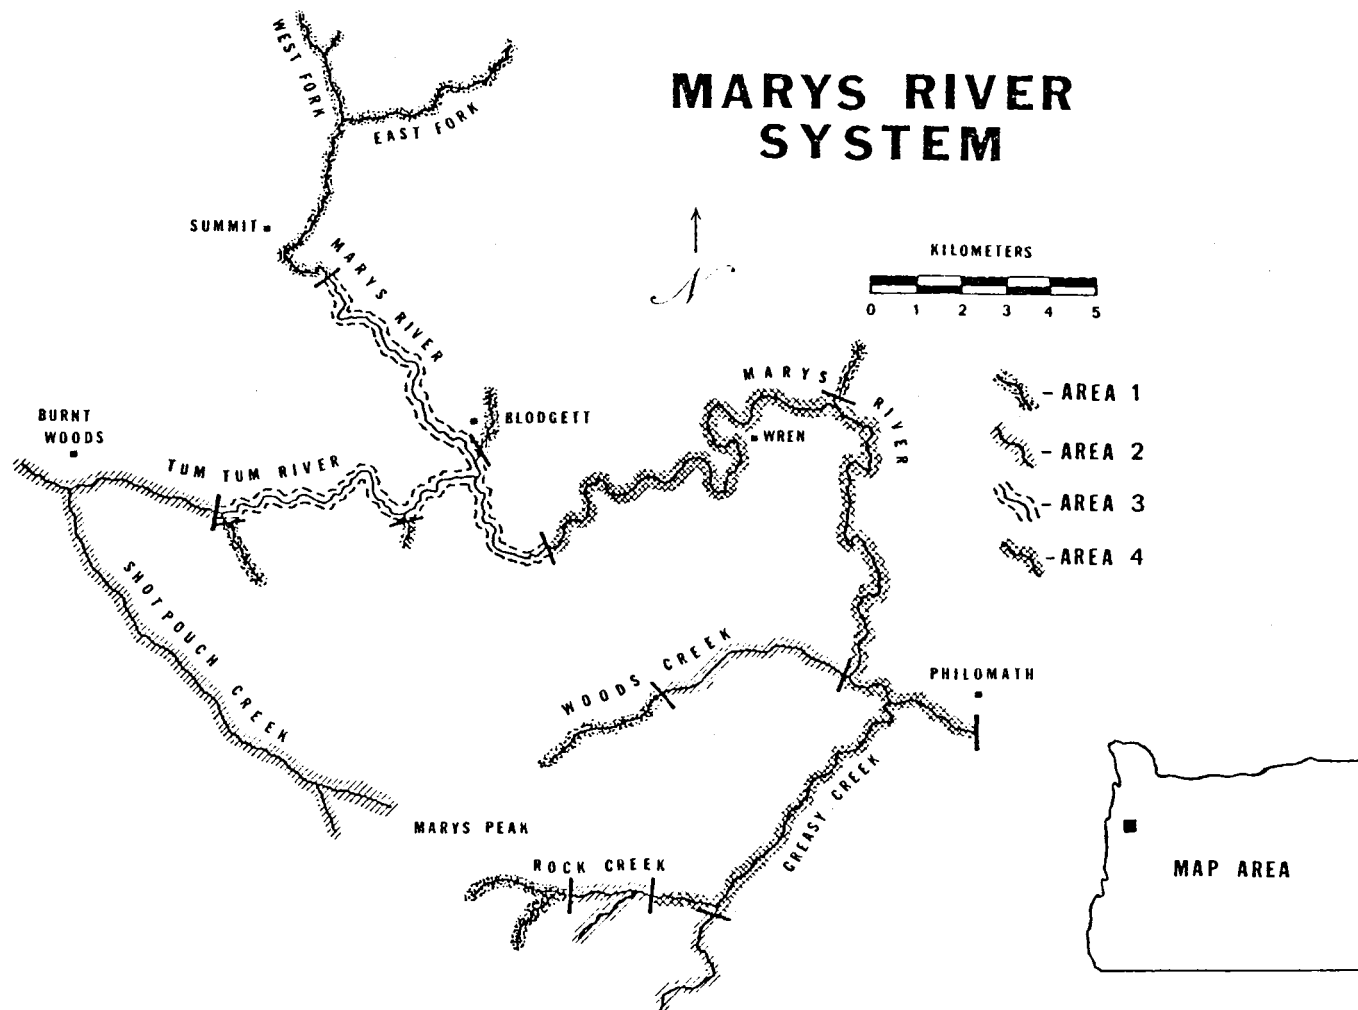 MARYS RIVER
SYSTEM
WEST FORK
EAST FORK
SUMMIT
MARYS RIVER
N
KILOMETERS
0 1 2 3 4 5
MARYS RIVER
- AREA 1
- AREA 2
- AREA 3
- AREA 4
BURNT
WOODS
BLODGETT
WREN
TUM TUM RIVER
SHOTPOUCH CREEK
WOODS CREEK
PHILOMATH
GREASY CREEK
MARYS PEAK
ROCK CREEK
MAP AREA